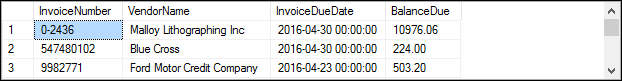 InvoiceNumber VendorName InvoiceDueDate BalanceDue
1 0-2436 Malloy Lithographing Inc 2016-04-30 00:00:00 10976.06
2 547480102 Blue Cross 2016-04-30 00:00:00 224.00
3 9982771 Ford Motor Credit Company 2016-04-23 00:00:00 503.20